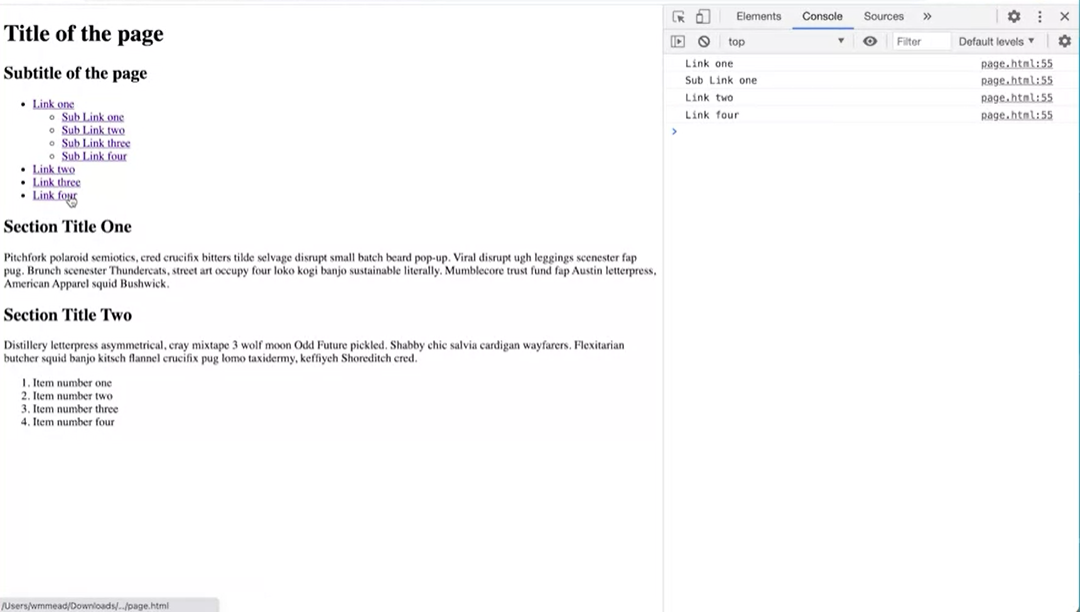 Elements Console Sources »
top Filter Default levels
Title of the page
Subtitle of the page
Link one
Sub Link one
Sub Link two
Sub Link three
Sub Link four
Link two
Link three
Link four
Section Title One
Pitchfork polaroid semiotics, cred crucifix bitters tilde selvage disrupt small batch beard pop-up. Viral disrupt ugh leggings scenester fap
pug. Brunch scenester Thundercats, street art occupy four loko kogi banjo sustainable literally. Mumblecore trust fund fap Austin letterpress,
American Apparel squid Bushwick.
Section Title Two
Distillery letterpress asymmetrical, cray mixtape 3 wolf moon Odd Future pickled. Shabby chic salvia cardigan wayfarers. Flexitarian
butcher squid banjo kitsch flannel crucifix pug lomo taxidermy, keffiyeh Shoreditch cred.
1. Item number one
2. Item number two
3. Item number three
4. Item number four
Link one page.html:55
Sub Link one page.html:55
Link two page.html:55
Link four page.html:55
/Users/wmmead/Downloads/.../page.html